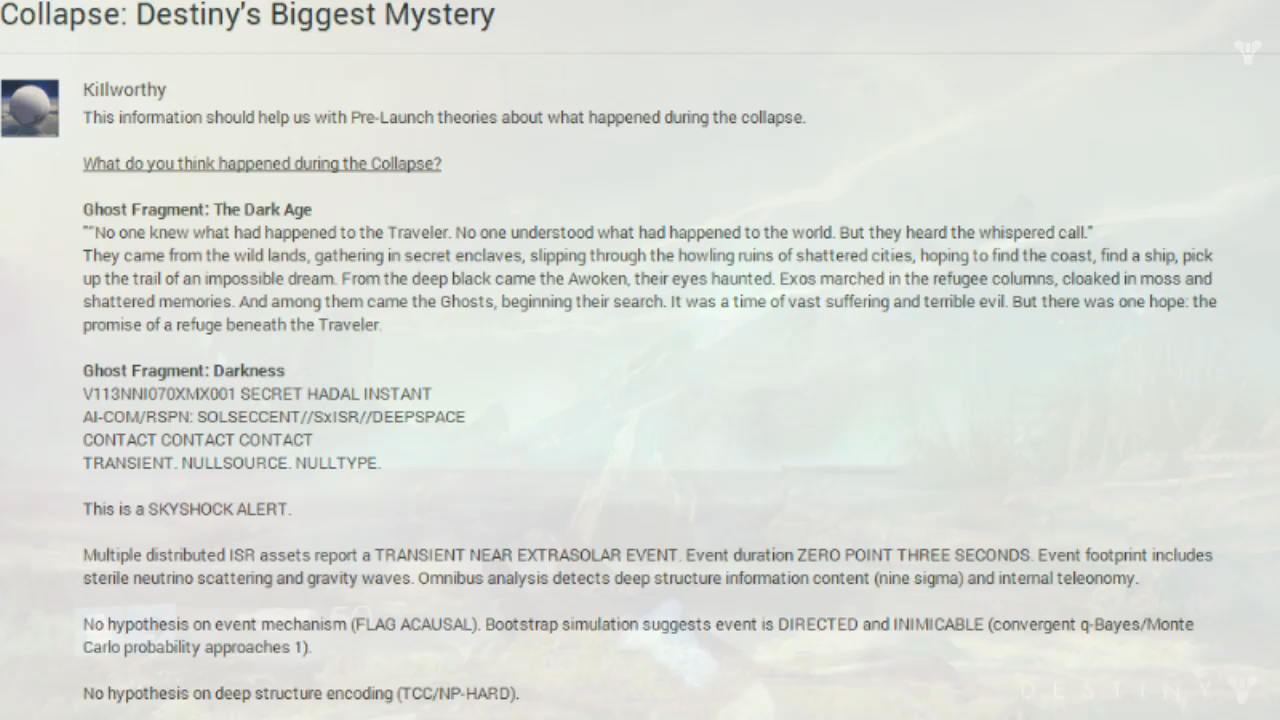 Collapse: Destiny's Biggest Mystery
Killworthy
This information should help us with Pre-Launch theories about what happened during the collapse.
What do you think happened during the Collapse?
Ghost Fragment: The Dark Age
""No one knew what had happened to the Traveler. No one understood what had happened to the world. But they heard the whispered call."
They came from the wild lands, gathering in secret enclaves, slipping through the howling ruins of shattered cities, hoping to find the coast, find a ship, pick
up the trail of an impossible dream. From the deep black came the Awoken, their eyes haunted. Exos marched in the refugee columns, cloaked in moss and
shattered memories. And among them came the Ghosts, beginning their search. It was a time of vast suffering and terrible evil. But there was one hope: the
promise of a refuge beneath the Traveler.
Ghost Fragment: Darkness
V113NNI070XMX001 SECRET HADAL INSTANT
AI-COM/RSPN: SOLSECCENT//SxISR//DEEPSPACE
CONTACT CONTACT CONTACT
TRANSIENT. NULLSOURCE. NULLTYPE.
This is a SKYSHOCK ALERT.
Multiple distributed ISR assets report a TRANSIENT NEAR EXTRASOLAR EVENT. Event duration ZERO POINT THREE SECONDS. Event footprint includes
sterile neutrino scattering and gravity waves. Omnibus analysis detects deep structure information content (nine sigma) and internal teleonomy.
No hypothesis on event mechanism (FLAG ACAUSAL). Bootstrap simulation suggests event is DIRECTED and INIMICABLE (convergent q-Bayes/Monte
Carlo probability approaches 1).
No hypothesis on deep structure encoding (TCC/NP-HARD).
DESTINY